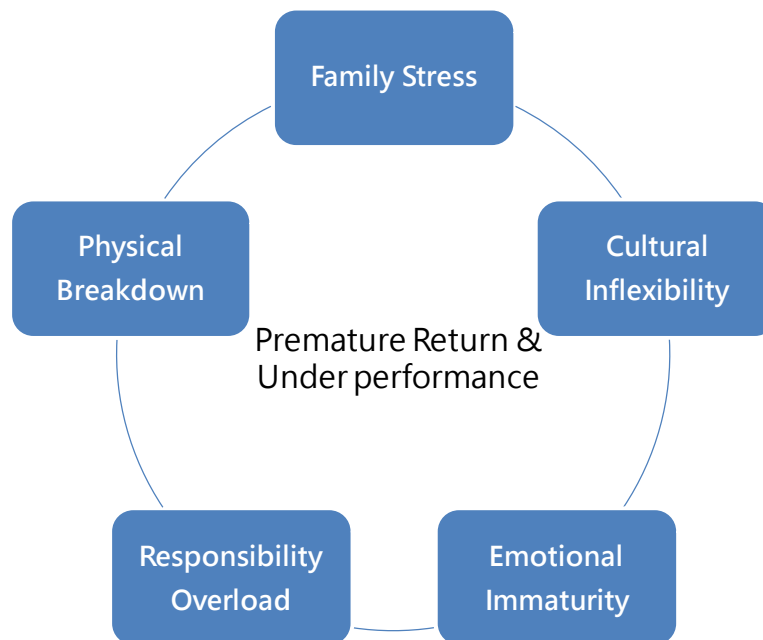 Family Stress
Physical
Breakdown
Cultural
Inflexibility
Premature Return &
Under performance
Responsibility
Overload
Emotional
Immaturity